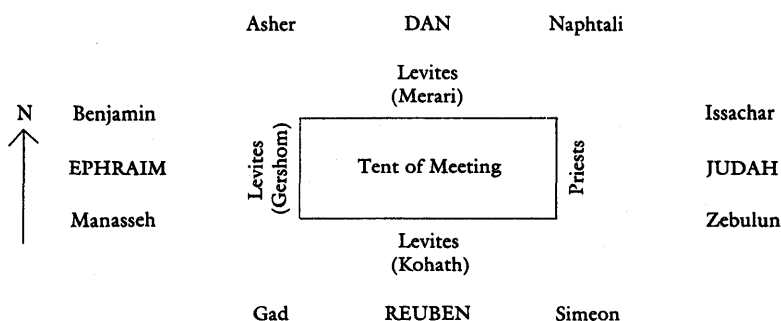 Asher DAN Naphtali
Levites
(Merari)
N Benjamin Issachar
EPHRAIM Levites
(Gershom) Tent of Meeting Priests JUDAH
Manasseh Zebulun
Levites
(Kohath)
Gad REUBEN Simeon